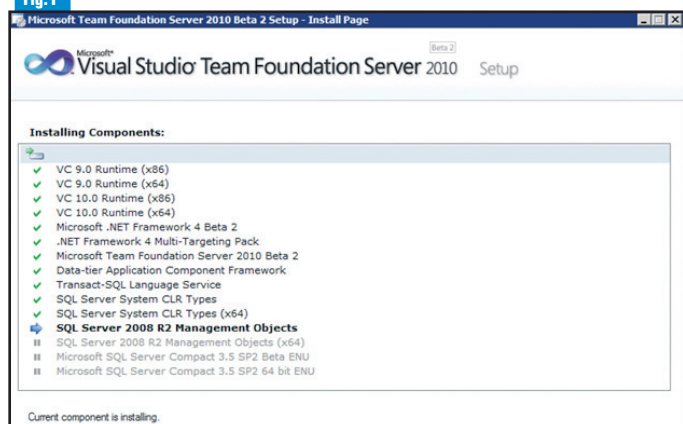 Fig.1
Microsoft Team Foundation Server 2010 Beta 2 Setup - Install Page
Microsoft®
Beta 2
Visual Studio® Team Foundation Server 2010 Setup
Installing Components:
VC 9.0 Runtime (x86)
VC 9.0 Runtime (x64)
VC 10.0 Runtime (x86)
VC 10.0 Runtime (x64)
Microsoft .NET Framework 4 Beta 2
.NET Framework 4 Multi-Targeting Pack
Microsoft Team Foundation Server 2010 Beta 2
Data-tier Application Component Framework
Transact-SQL Language Service
SQL Server System CLR Types
SQL Server System CLR Types (x64)
SQL Server 2008 R2 Management Objects
SQL Server 2008 R2 Management Objects (x64)
Microsoft SQL Server Compact 3.5 SP2 Beta ENU
Microsoft SQL Server Compact 3.5 SP2 64 bit ENU
Current component is installing.